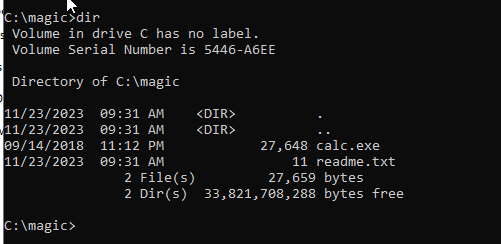 C:\magic>dir
 Volume in drive C has no label.
 Volume Serial Number is 5446-A6EE
 Directory of C:\magic
11/23/2023  09:31 AM    <DIR>          .
11/23/2023  09:31 AM    <DIR>          ..
09/14/2018  11:12 PM            27,648 calc.exe
11/23/2023  09:31 AM                11 readme.txt
               2 File(s)         27,659 bytes
               2 Dir(s)  33,821,708,288 bytes free
C:\magic>